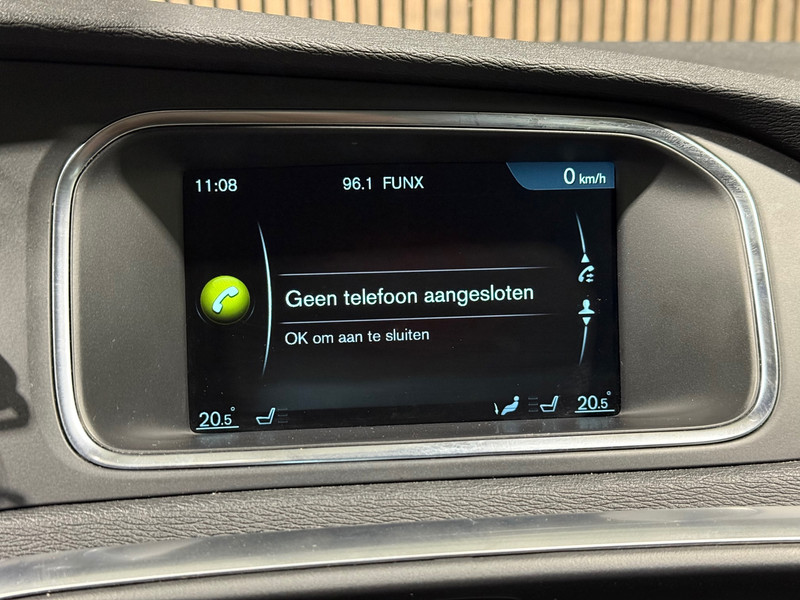 11:08 96.1 FUNX 0 km/h
Geen telefoon aangesloten
OK om aan te sluiten
20.5° 20.5°